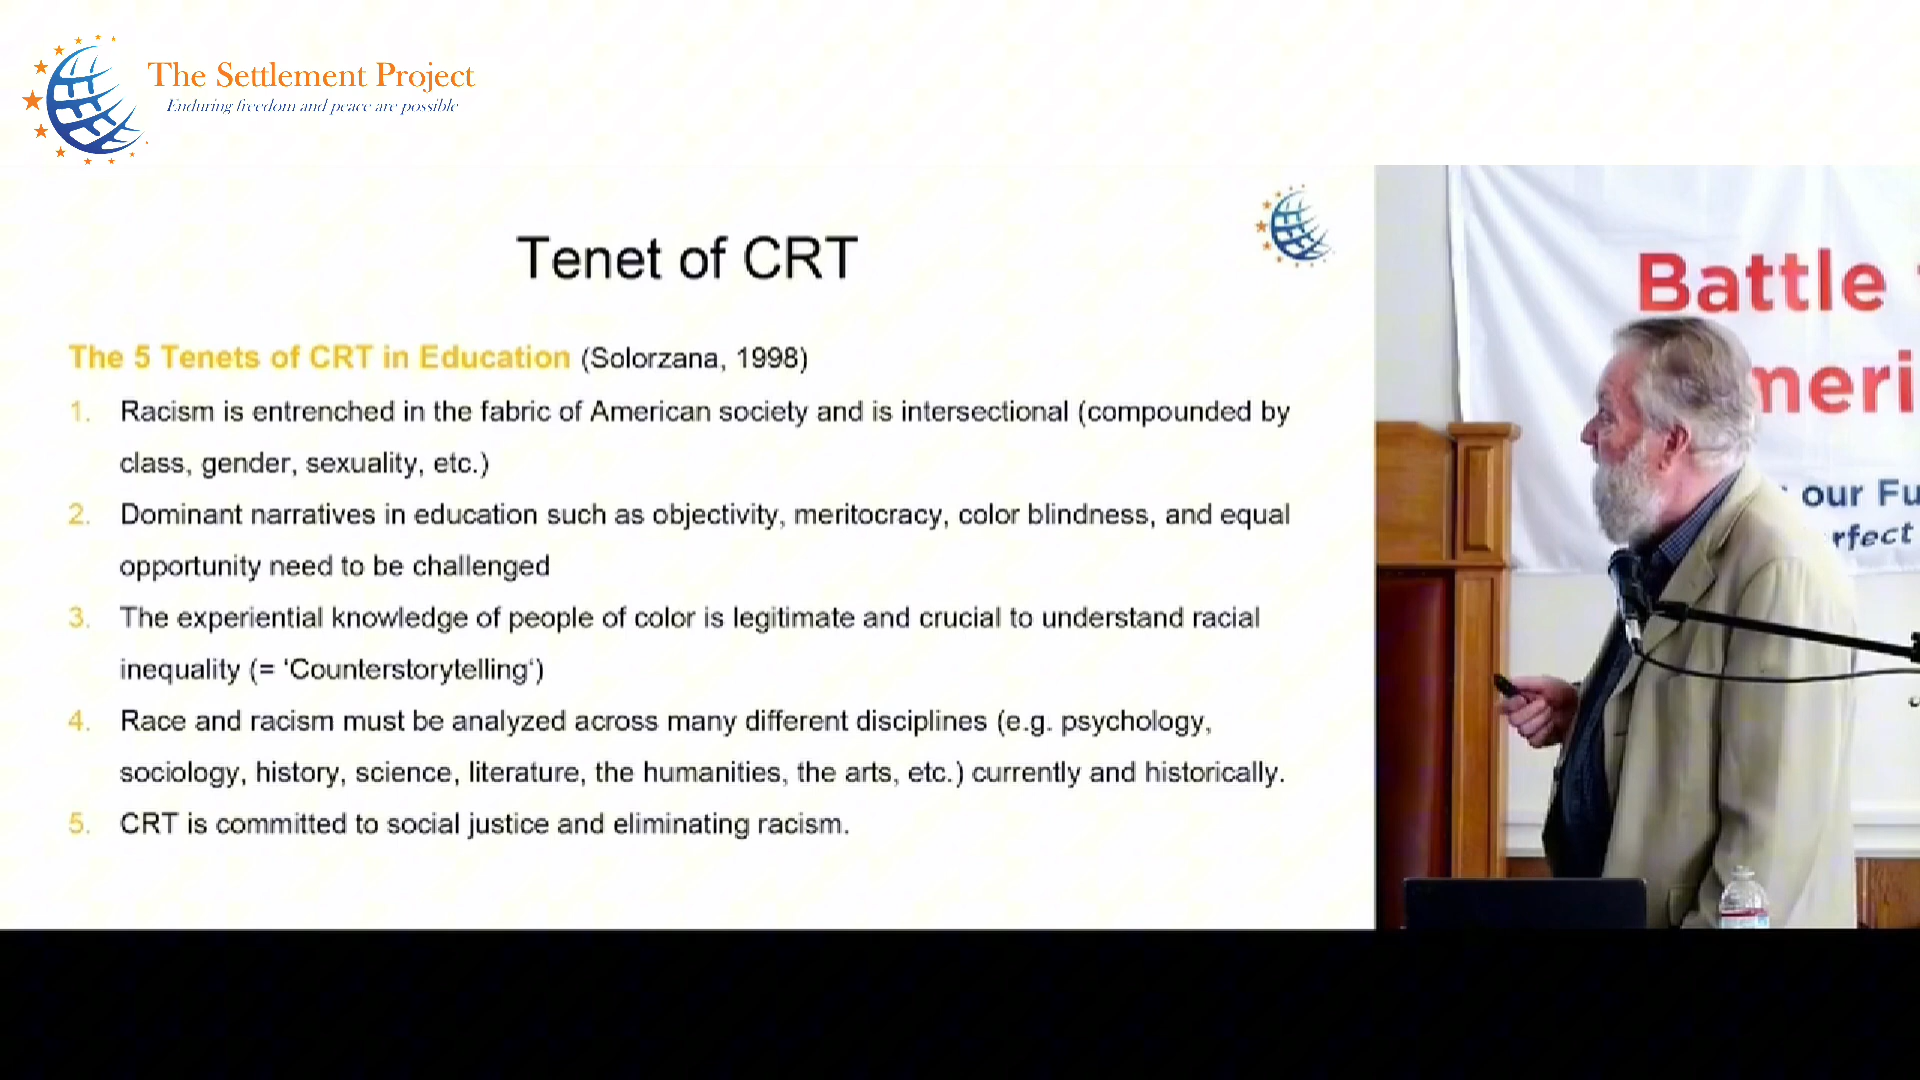 The Settlement Project
Enduring freedom and peace are possible
Tenet of CRT
The 5 Tenets of CRT in Education (Solorzana, 1998)
1. Racism is entrenched in the fabric of American society and is intersectional (compounded by
class, gender, sexuality, etc.)
2. Dominant narratives in education such as objectivity, meritocracy, color blindness, and equal
opportunity need to be challenged
3. The experiential knowledge of people of color is legitimate and crucial to understand racial
inequality (= ‘Counterstorytelling‘)
4. Race and racism must be analyzed across many different disciplines (e.g. psychology,
sociology, history, science, literature, the humanities, the arts, etc.) currently and historically.
5. CRT is committed to social justice and eliminating racism.
Battle
meri
our Fu
rfect